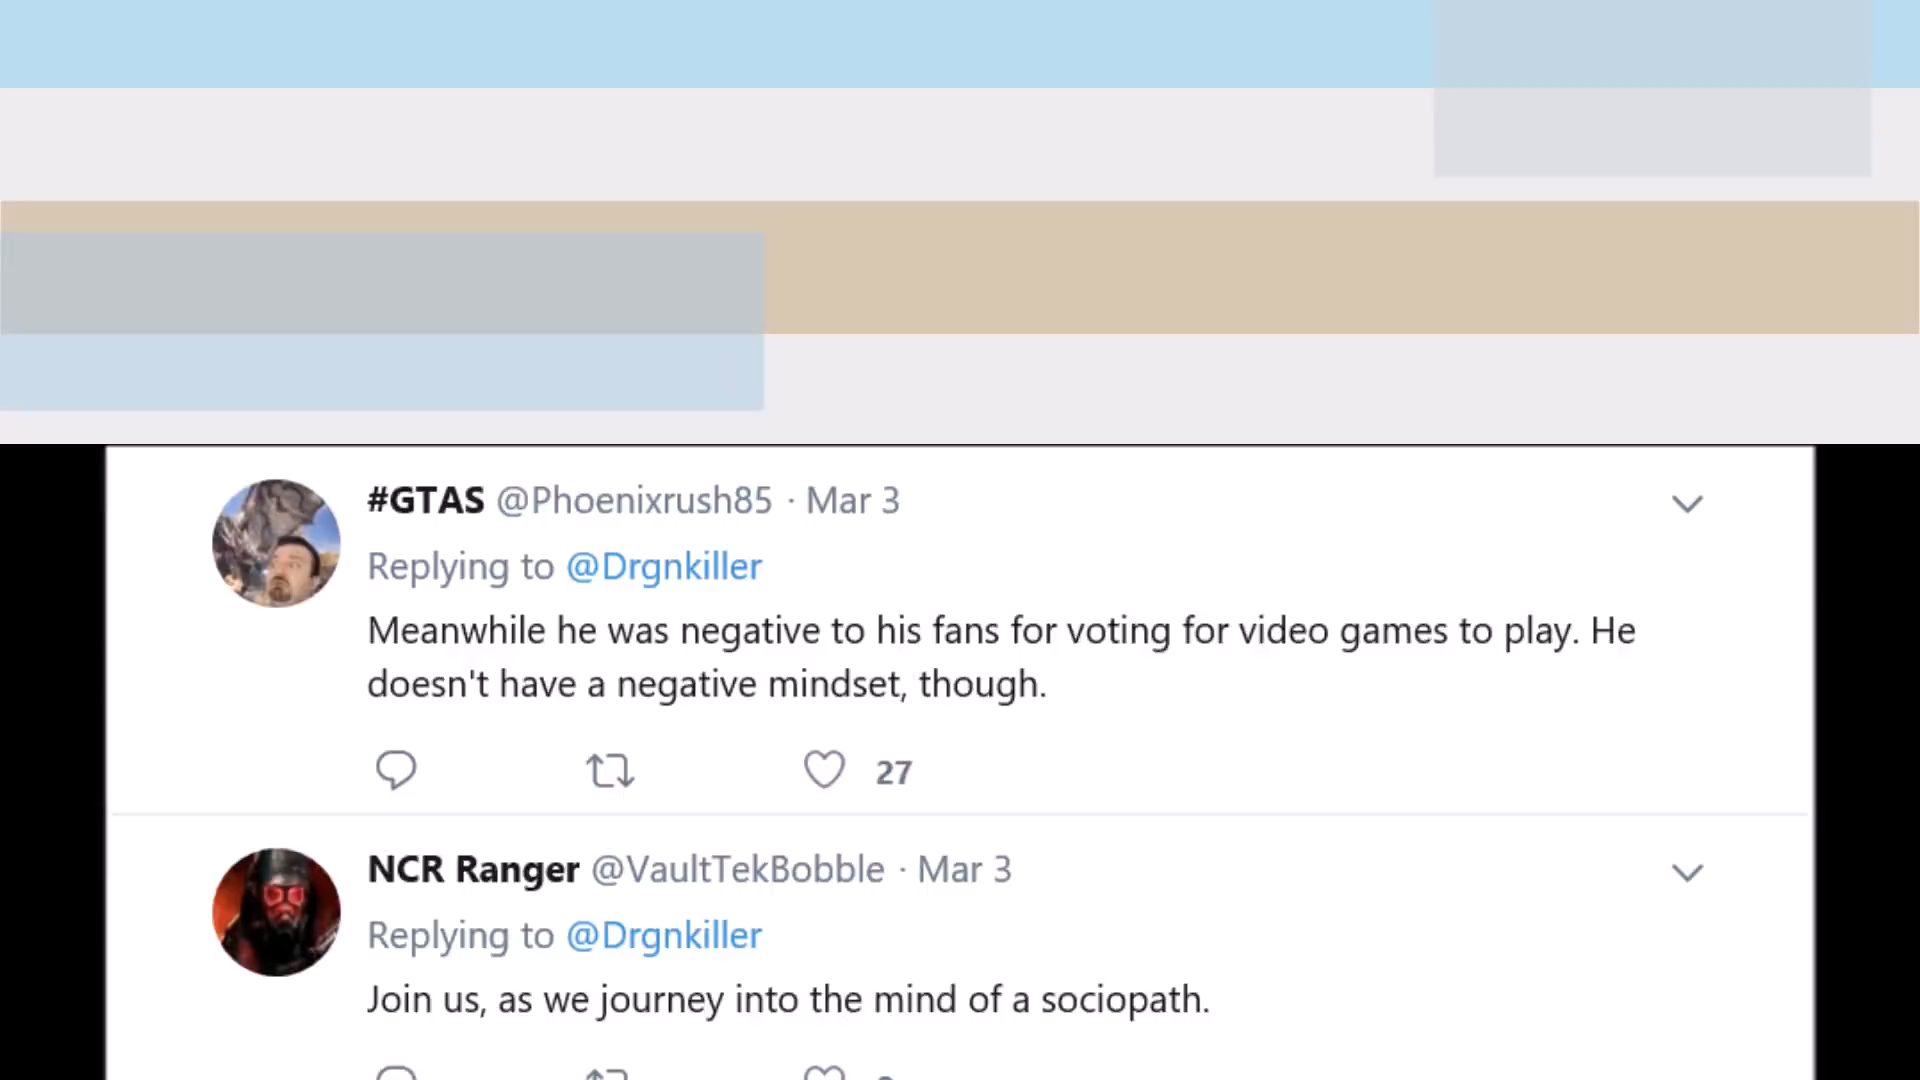 #GTAS @Phoenixrush85 · Mar 3
Replying to @Drgnkiller
Meanwhile he was negative to his fans for voting for video games to play. He
doesn't have a negative mindset, though.
27
NCR Ranger @VaultTekBobble · Mar 3
Replying to @Drgnkiller
Join us, as we journey into the mind of a sociopath.